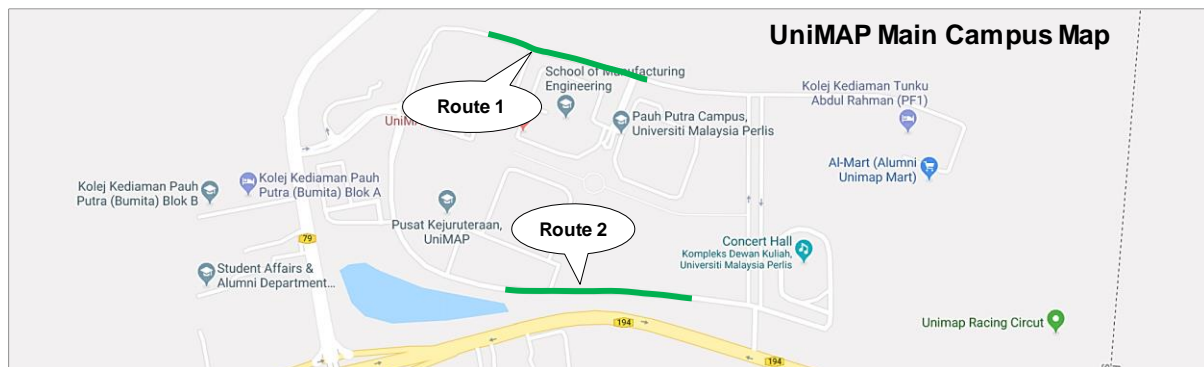 UniMAP Main Campus Map
School of Manufacturing
Engineering
Route 1
UniM
Pauh Putra Campus,
Universiti Malaysia Perlis
Kolej Kediaman Tunku
Abdul Rahman (PF1)
Al-Mart (Alumni
Unimap Mart)
Kolej Kediaman Pauh
Putra (Bumita) Blok B
Kolej Kediaman Pauh
Putra (Bumita) Blok A
Pusat Kejuruteraan,
UniMAP
Route 2
79
Concert Hall
Kompleks Dewan Kuliah,
Universiti Malaysia Perlis
Student Affairs &
Alumni Department...
194
Unimap Racing Circut
194